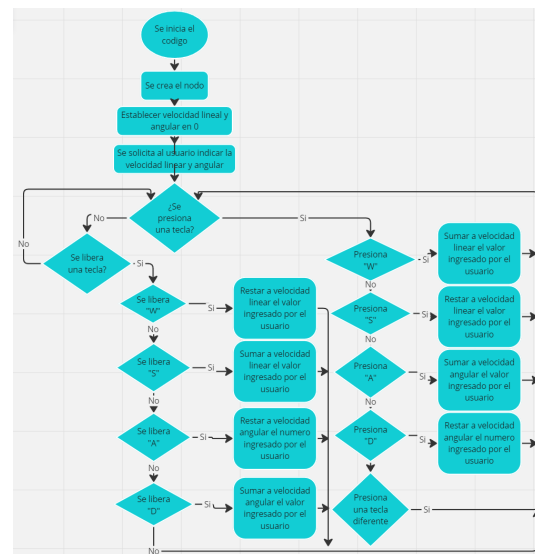 Se inicia el
codigo
Se crea el nodo
Establecer velocidad lineal y
angular en 0
Se solicita al usuario indicar la
velocidad linear y angular
¿Se
presiona
una tecla?
No
Si
No
Se libera
una tecla?
Si
Se libera
"W"
Si
Restar a velocidad
linear el valor
ingresado por el
usuario
No
Se libera
"S"
Si
Sumar a velocidad
linear el valor
ingresado por el
usuario
No
Se libera
"A"
Si
Restar a velocidad
angular el numero
ingresado por el
usuario
No
Se libera
"D"
Si
Sumar a velocidad
angular el valor
ingresado por el
usuario
No
Presiona
"W"
Si
Sumar a velocidad
linear el valor
ingresado por el
usuario
No
Presiona
"S"
Si
Restar a velocidad
linear el valor
ingresado por el
usuario
No
Presiona
"A"
Si
Sumar a velocidad
angular el valor
ingresado por el
usuario
No
Presiona
"D"
Si
Restar a velocidad
angular el numero
ingresado por el
usuario
Presiona
una tecla
diferente
Si